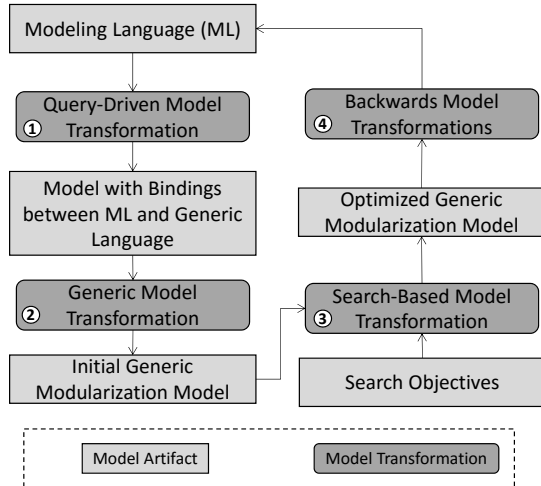 Modeling Language (ML)
① Query-Driven Model
Transformation
Model with Bindings
between ML and Generic
Language
② Generic Model
Transformation
Initial Generic
Modularization Model
④ Backwards Model
Transformations
Optimized Generic
Modularization Model
③ Search-Based Model
Transformation
Search Objectives
Model Artifact
Model Transformation